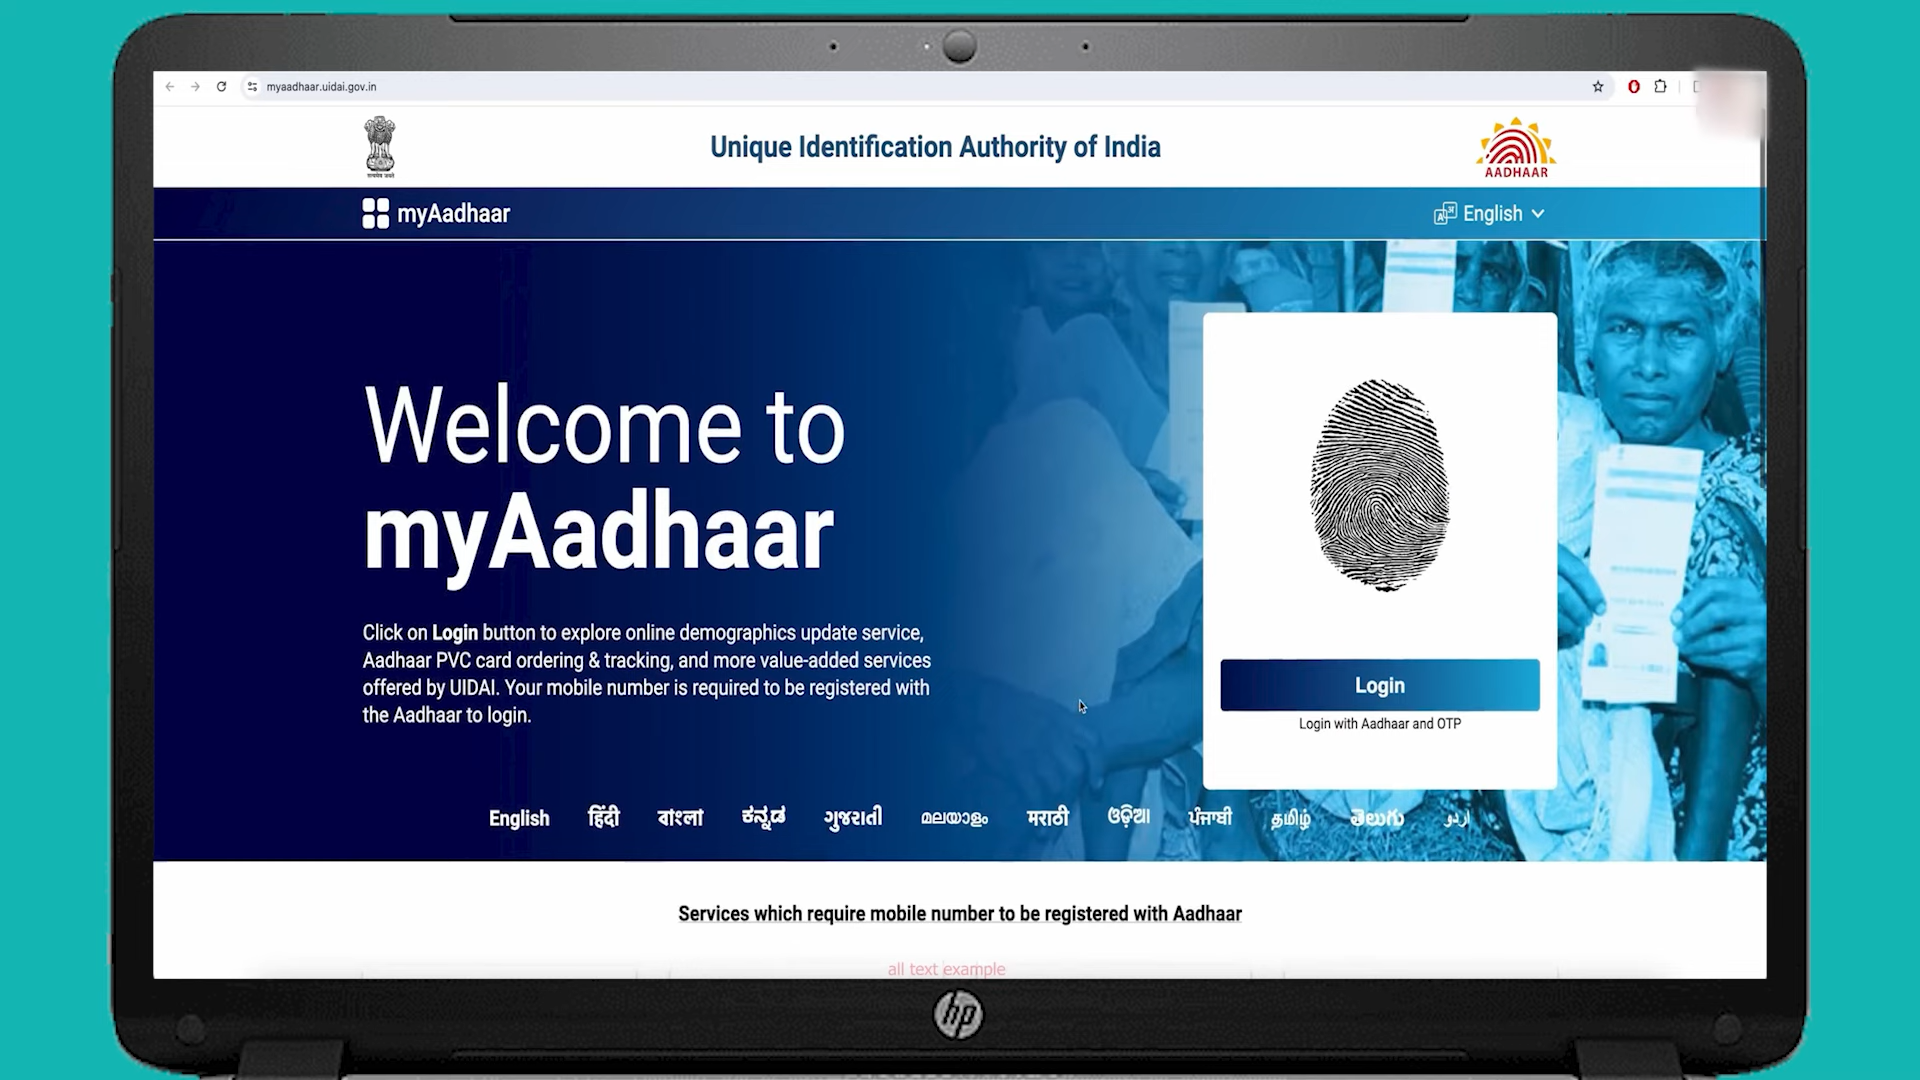 myaadhaar.uidai.gov.in
Unique Identification Authority of India
AADHAAR
myAadhaar
English
Welcome to
myAadhaar
Click on Login button to explore online demographics update service,
Aadhaar PVC card ordering & tracking, and more value-added services
offered by UIDAI. Your mobile number is required to be registered with
the Aadhaar to login.
Login
Login with Aadhaar and OTP
English हिंदी বাংলা ಕನ್ನಡ ગુજરાતી മലയാളം मराठी ଓଡ଼ିଆ ਪੰਜਾਬੀ தமிழ் తెలుగు اردو
Services which require mobile number to be registered with Aadhaar
all text example
hp